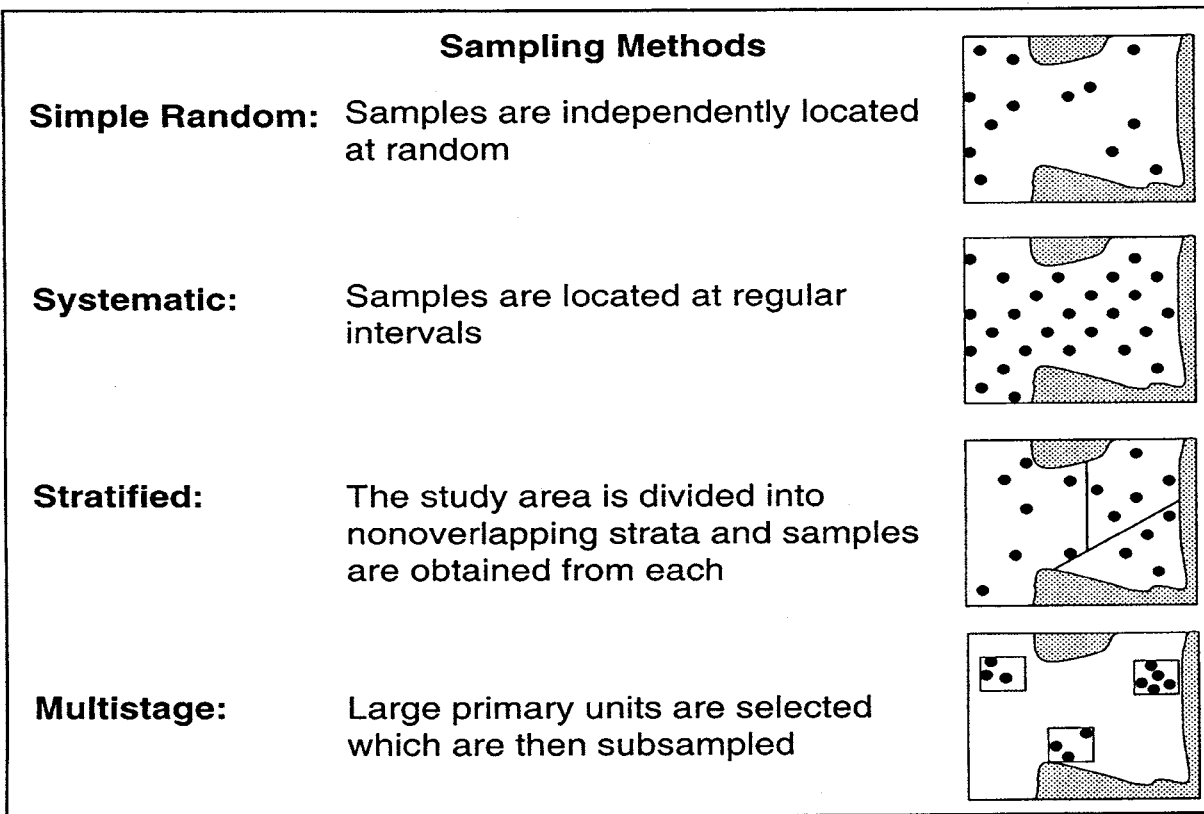 Sampling Methods
Simple Random: Samples are independently located
at random
Systematic: Samples are located at regular
intervals
Stratified: The study area is divided into
nonoverlapping strata and samples
are obtained from each
Multistage: Large primary units are selected
which are then subsampled